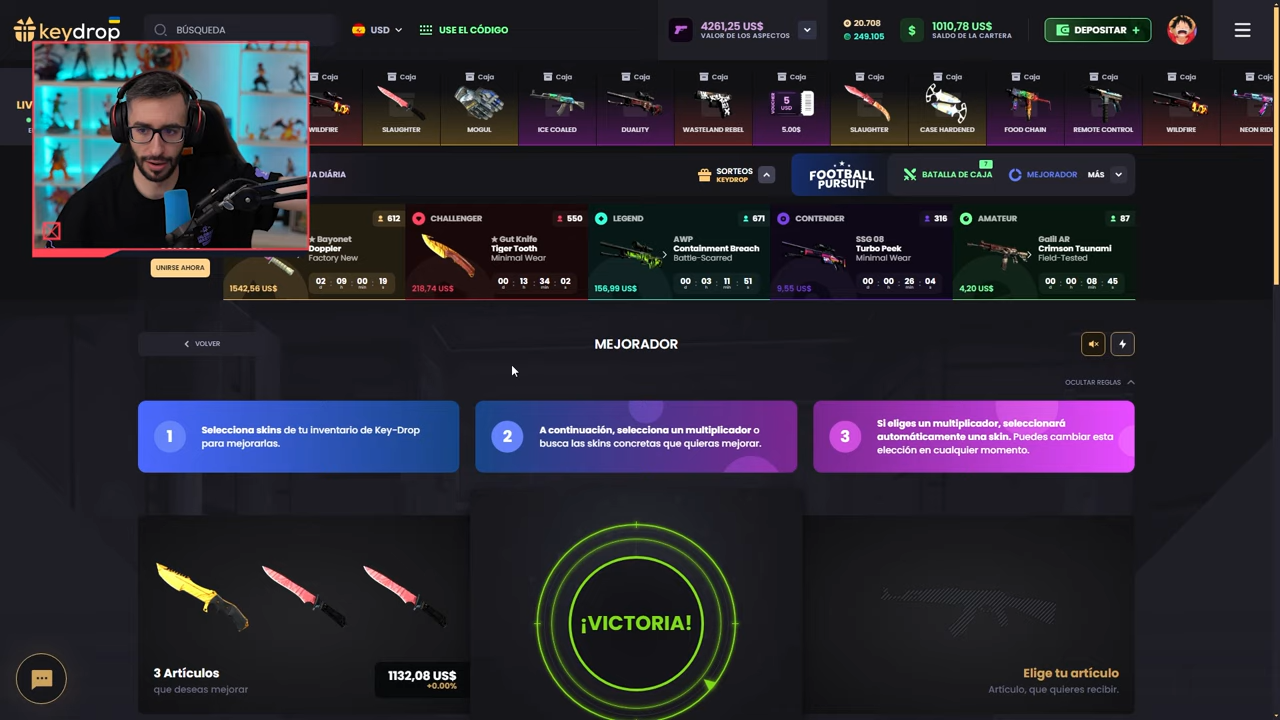 keydrop
BÚSQUEDA
USD
USE EL CÓDIGO
4261,25 US$
VALOR DE LOS ASPECTOS
20.708
249.105
$
1010,78 US$
SALDO DE LA CARTERA
DEPOSITAR +
Caja
Caja
Caja
Caja
Caja
Caja
Caja
Caja
Caja
Caja
Caja
Caja
LIV
WILDFIRE
SLAUGHTER
MOGUL
ICE COALED
DUALITY
WASTELAND REBEL
5
USD
5.00$
SLAUGHTER
CASE HARDENED
FOOD CHAIN
REMOTE CONTROL
WILDFIRE
NEON RID
JA DIÁRIA
SORTEOS
KEYDROP
FOOTBALL
PURSUIT
7
BATALLA DE CAJA
MEJORADOR
MÁS
612
★ Bayonet
Doppler
Factory New
1542,56 US$
02 : 09 : 00 : 19
CHALLENGER
550
★ Gut Knife
Tiger Tooth
Minimal Wear
218,74 US$
00 : 13 : 34 : 02
LEGEND
671
AWP
Containment Breach
Battle-Scarred
156,99 US$
00 : 03 : 11 : 51
CONTENDER
316
SSG 08
Turbo Peek
Minimal Wear
9,55 US$
00 : 00 : 26 : 04
AMATEUR
87
Galil AR
Crimson Tsunami
Field-Tested
4,20 US$
00 : 00 : 08 : 45
UNIRSE AHORA
VOLVER
MEJORADOR
OCULTAR REGLAS
1
Selecciona skins de tu inventario de Key-Drop
para mejorarlas.
2
A continuación, selecciona un multiplicador o
busca las skins concretas que quieras mejorar.
3
Si eliges un multiplicador, seleccionará
automáticamente una skin. Puedes cambiar esta
elección en cualquier momento.
¡VICTORIA!
3 Artículos
que deseas mejorar
1132,08 US$
+0.00%
Elige tu artículo
Artículo, que quieres recibir.